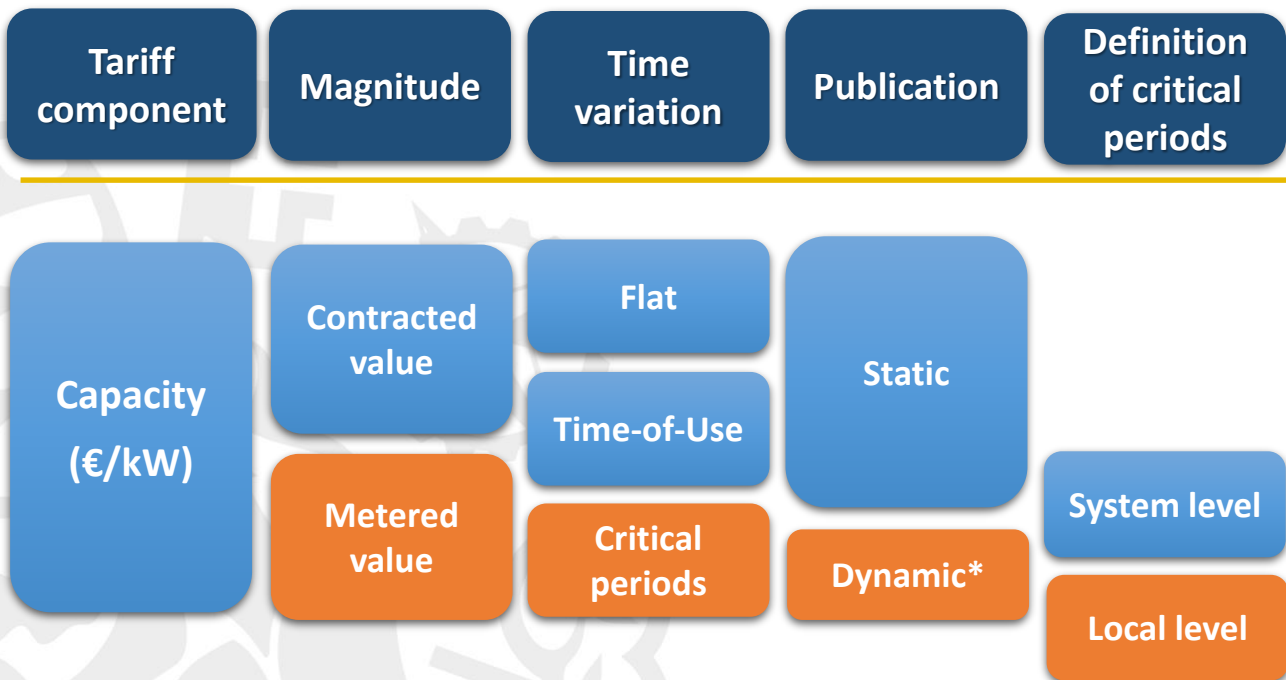 Tariff
component
Magnitude
Time
variation
Publication
Definition
of critical
periods
Capacity
(€/kW)
Contracted
value
Metered
value
Flat
Time-of-Use
Critical
periods
Static
Dynamic*
System level
Local level